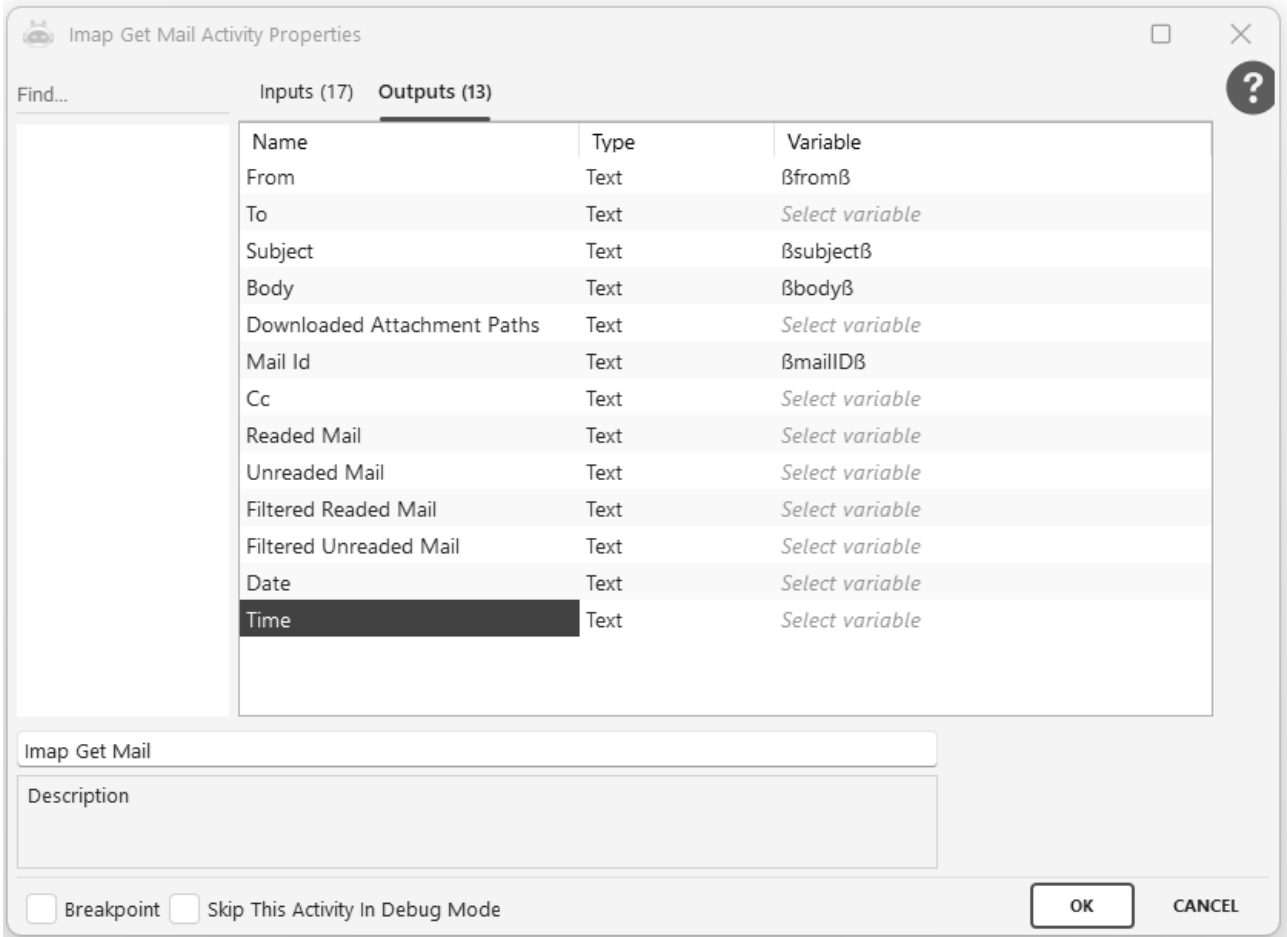 Imap Get Mail Activity Properties
Find...
Inputs (17) Outputs (13)
?
Name Type Variable
From Text ßfromß
To Text Select variable
Subject Text ßsubjectß
Body Text ßbodyß
Downloaded Attachment Paths Text Select variable
Mail Id Text ßmailIDß
Cc Text Select variable
Readed Mail Text Select variable
Unreaded Mail Text Select variable
Filtered Readed Mail Text Select variable
Filtered Unreaded Mail Text Select variable
Date Text Select variable
Time Text Select variable
Imap Get Mail
Description
Breakpoint Skip This Activity In Debug Mode OK CANCEL